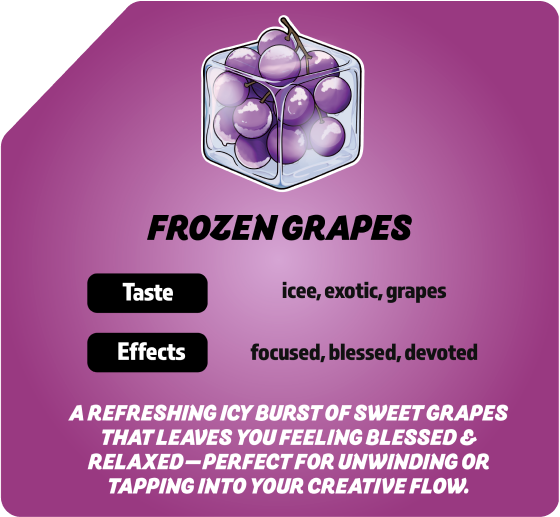 FROZEN GRAPES
Taste
icee, exotic, grapes
Effects
focused, blessed, devoted
A REFRESHING ICY BURST OF SWEET GRAPES
THAT LEAVES YOU FEELING BLESSED &
RELAXED—PERFECT FOR UNWINDING OR
TAPPING INTO YOUR CREATIVE FLOW.